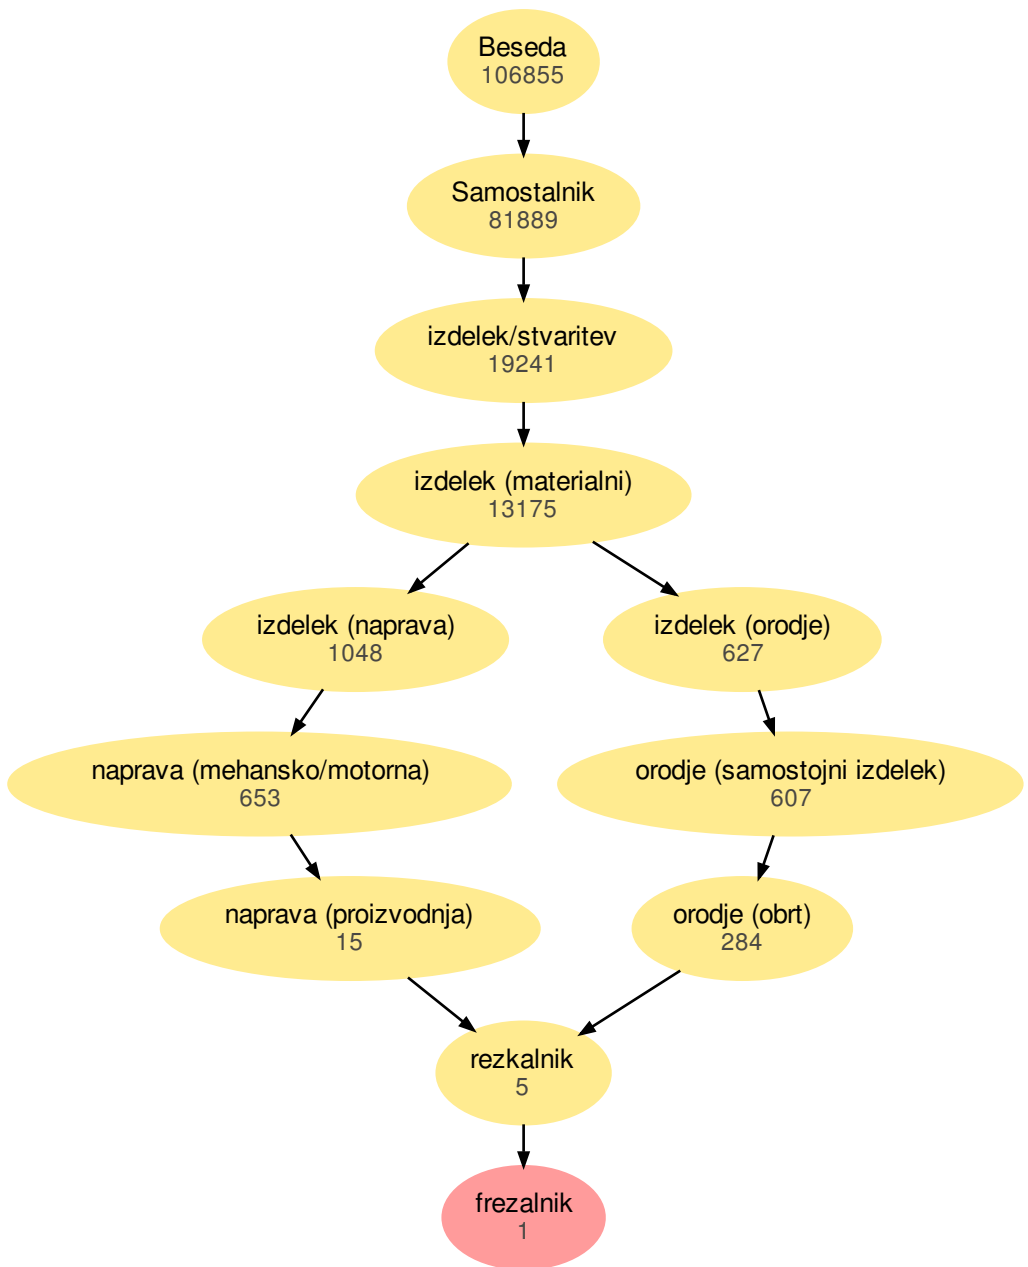 Beseda
106855
Samostalnik
81889
izdelek/stvaritev
19241
izdelek (materialni)
13175
izdelek (naprava)
1048
izdelek (orodje)
627
naprava (mehansko/motorna)
653
orodje (samostojni izdelek)
607
naprava (proizvodnja)
15
orodje (obrt)
284
rezkalnik
5
frezalnik
1